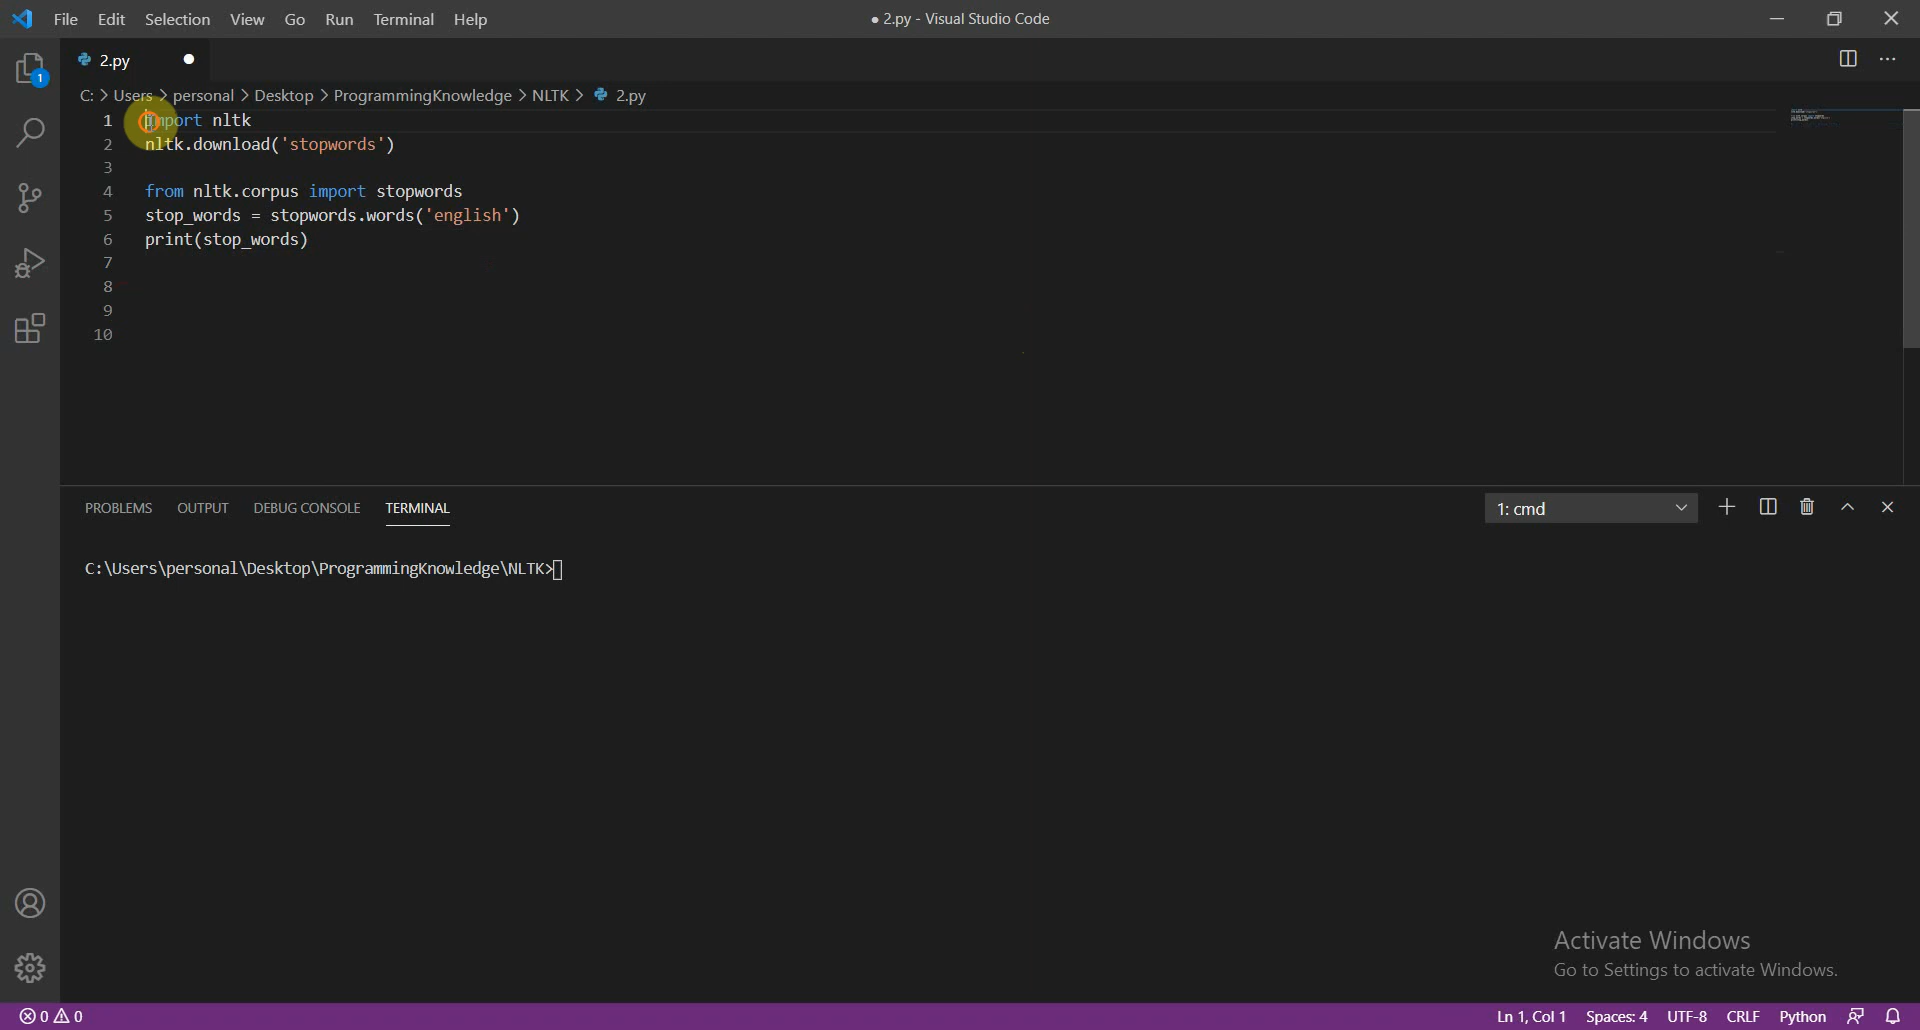 File Edit Selection View Go Run Terminal Help
● 2.py - Visual Studio Code
1
2.py ●
C: > Users > personal > Desktop > ProgrammingKnowledge > NLTK > 2.py
1 import nltk
2 nltk.download('stopwords')
3
4 from nltk.corpus import stopwords
5 stop_words = stopwords.words('english')
6 print(stop_words)
7
8
9
10
PROBLEMS OUTPUT DEBUG CONSOLE TERMINAL
1: cmd
C:\Users\personal\Desktop\ProgrammingKnowledge\NLTK>
Activate Windows
Go to Settings to activate Windows.
0 0
Ln 1, Col 1 Spaces: 4 UTF-8 CRLF Python